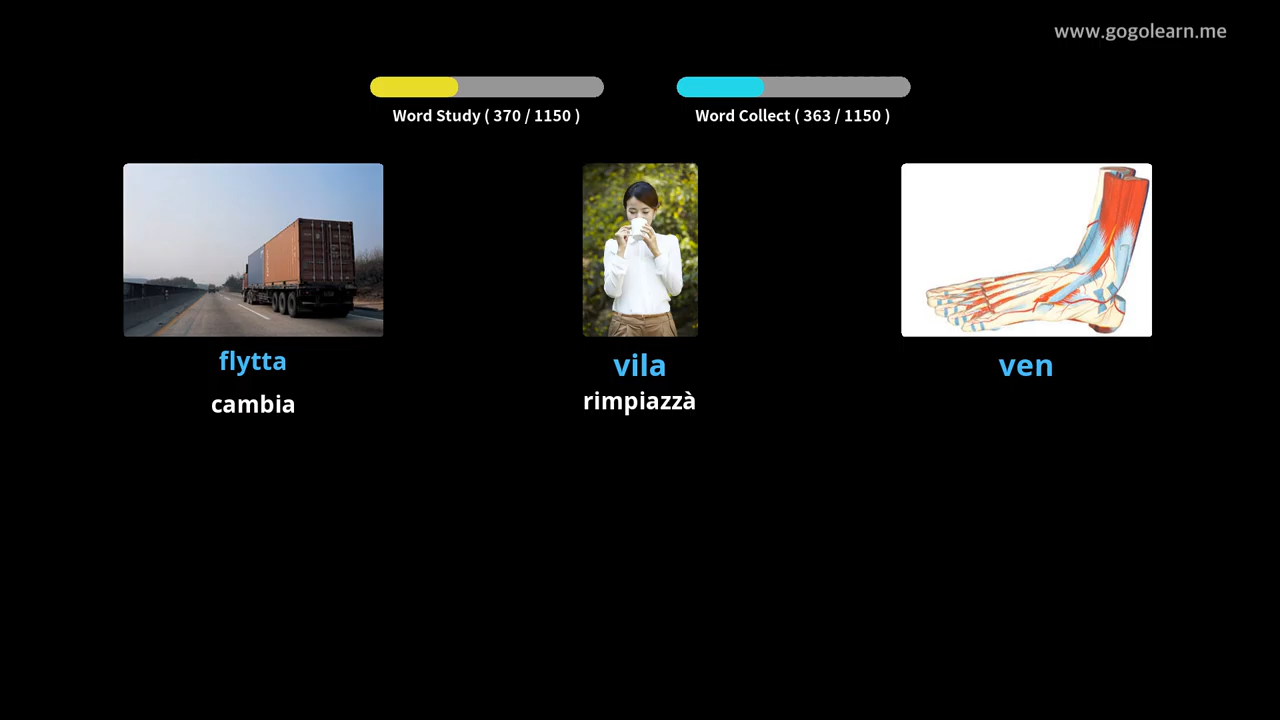 www.gogolearn.me
Word Study ( 370 / 1150 )
Word Collect ( 363 / 1150 )
flytta
vila
ven
cambia
rimpiazzà